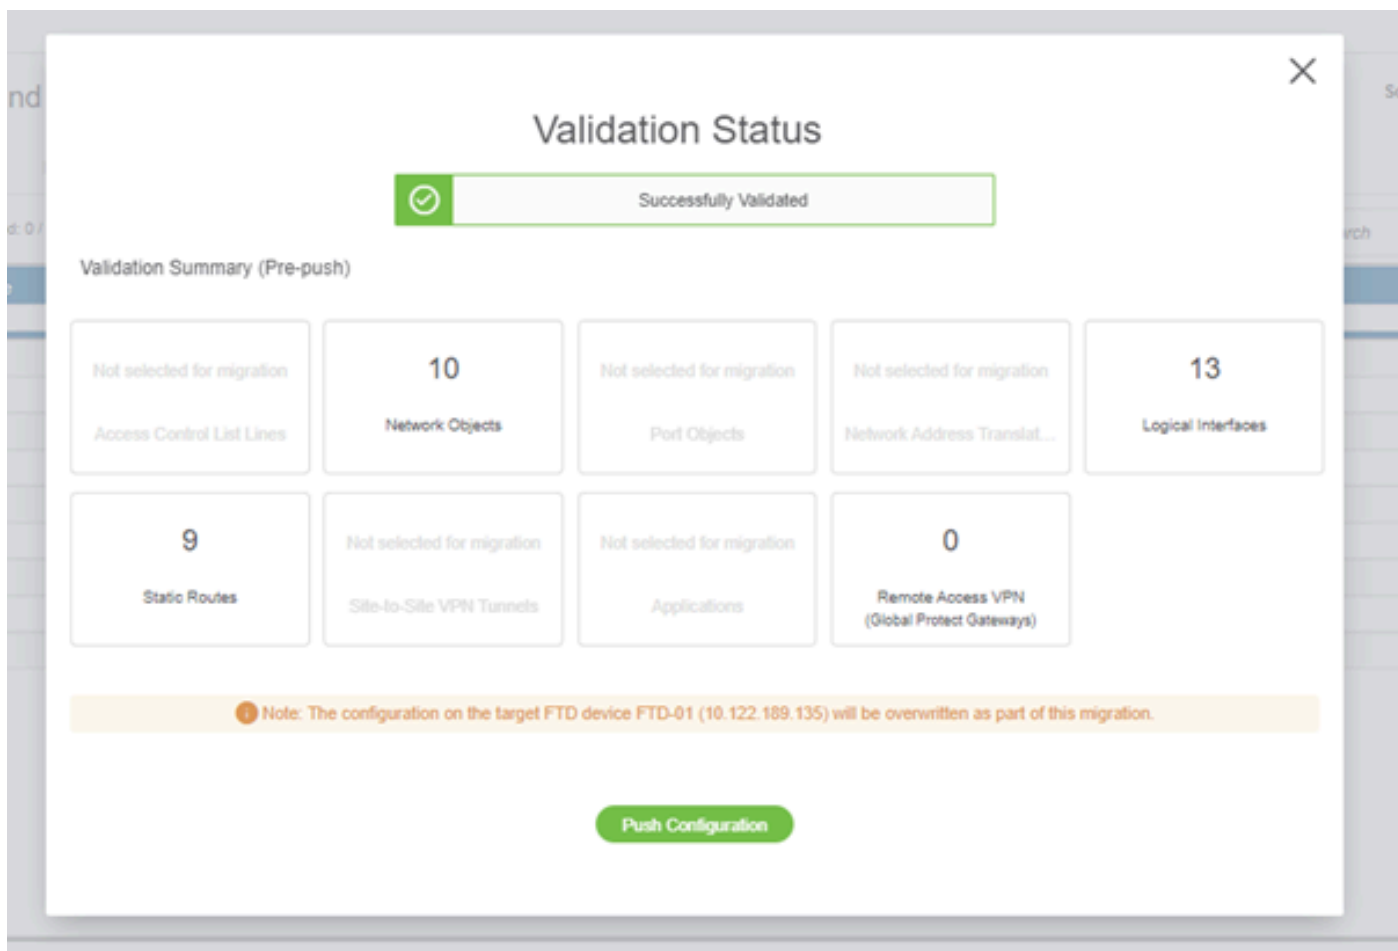 nd
Validation Status
Successfully Validated
Validation Summary (Pre-push)
Not selected for migration
Access Control List Lines
10
Network Objects
Not selected for migration
Port Objects
Not selected for migration
Network Address Translat...
13
Logical Interfaces
9
Static Routes
Not selected for migration
Site-to-Site VPN Tunnels
Not selected for migration
Applications
0
Remote Access VPN
(Global Protect Gateways)
Note: The configuration on the target FTD device FTD-01 (10.122.189.135) will be overwritten as part of this migration.
Push Configuration